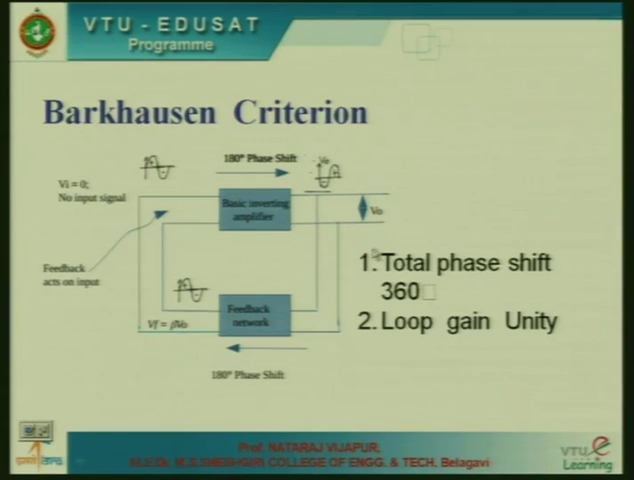 VTU - EDUSAT
Programme
Barkhausen Criterion
180° Phase Shift
Vo
Vi = 0;
No input signal
Basic inverting
amplifier
Vo
Feedback
acts on input
1. Total phase shift
360□
2. Loop gain Unity
Feedback
network
Vf = βVo
180° Phase Shift
Prof. NATARAJ VIJAPUR,
COLLEGE OF ENGG. & TECH, Belagavi
VTU e
Learning